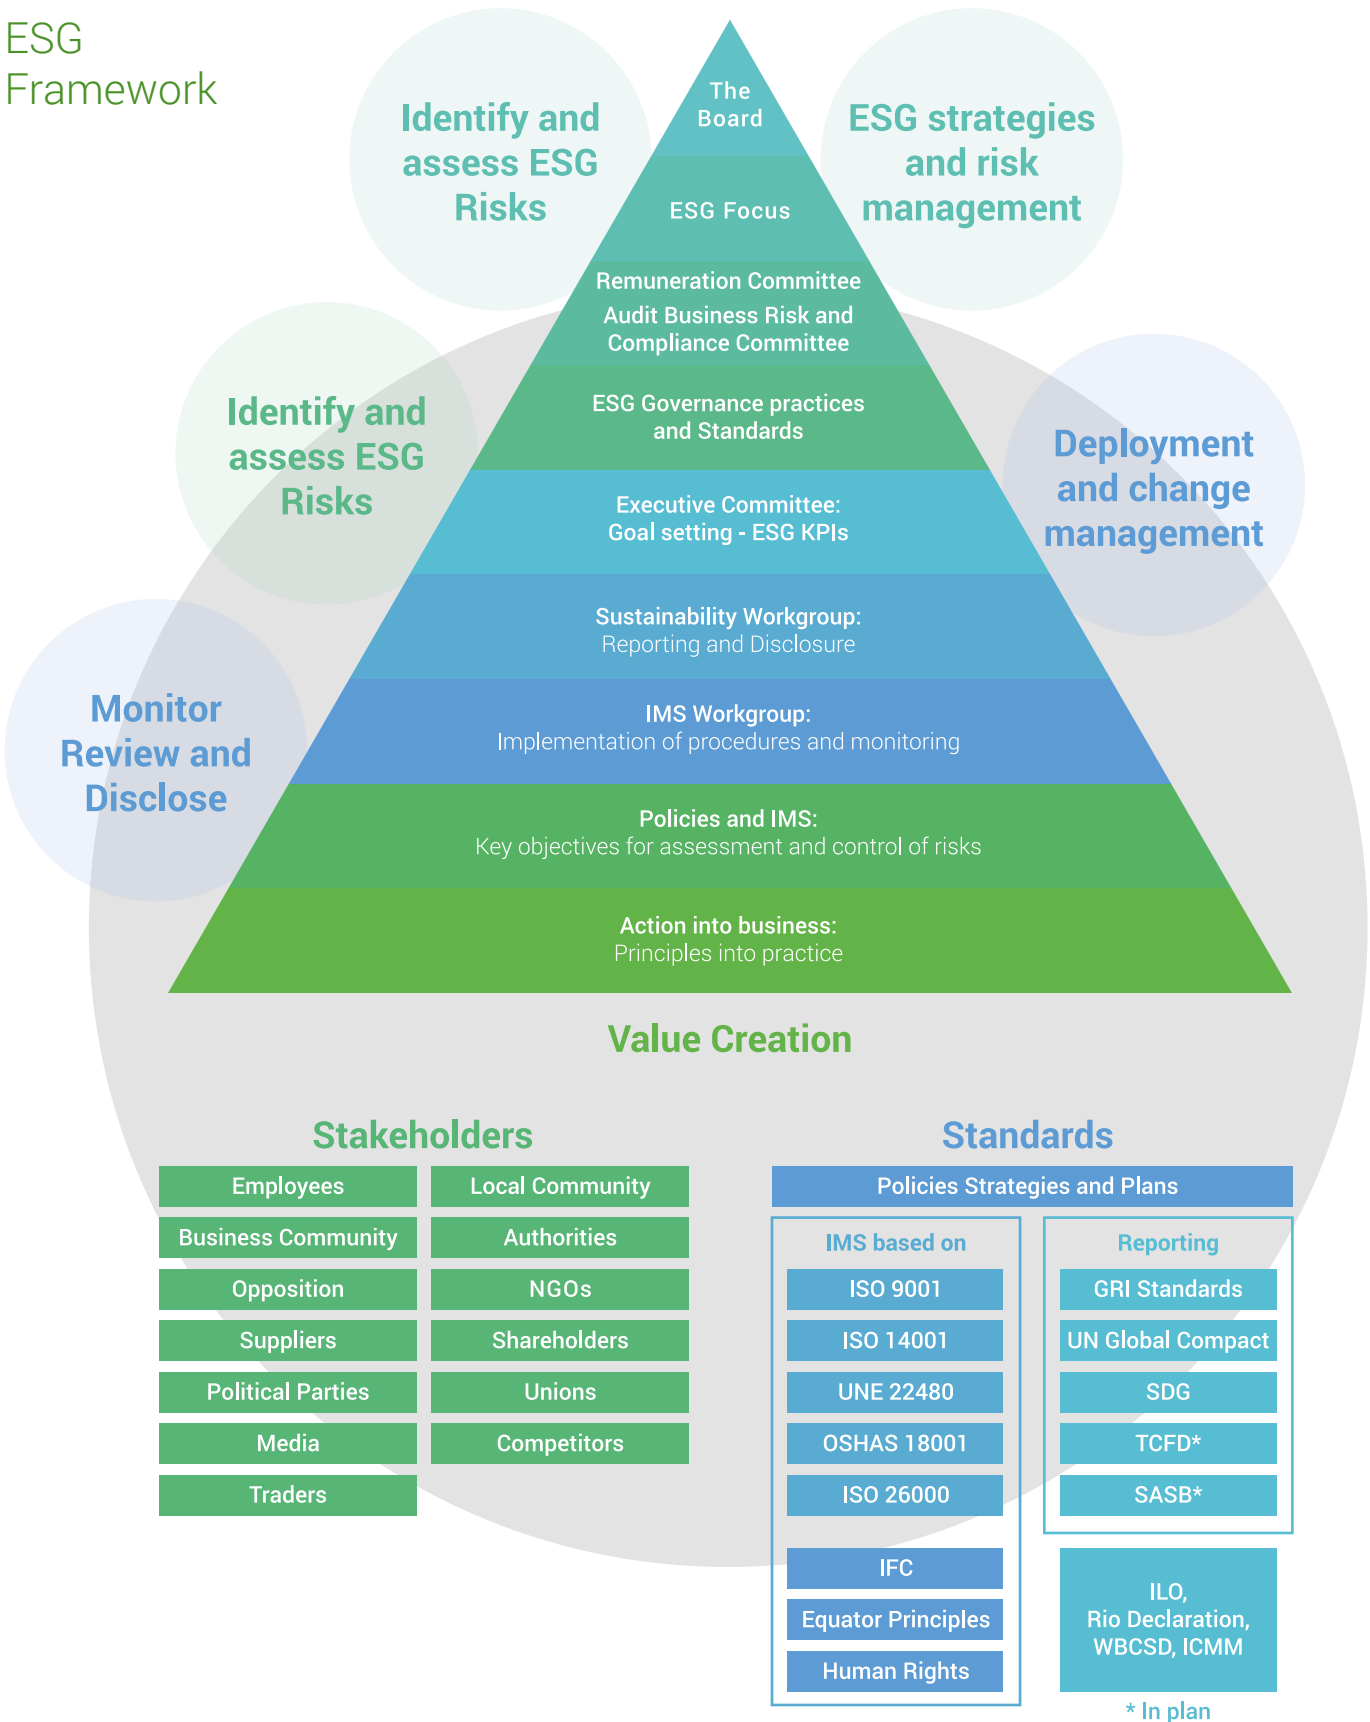 ESG
Framework
The
Board
Identify and
assess ESG
Risks
ESG strategies
and risk
management
ESG Focus
Remuneration Committee
Audit Business Risk and
Compliance Committee
Identify and
assess ESG
Risks
ESG Governance practices
and Standards
Deployment
and change
management
Executive Committee:
Goal setting - ESG KPIs
Sustainability Workgroup:
Reporting and Disclosure
Monitor
Review and
Disclose
IMS Workgroup:
Implementation of procedures and monitoring
Policies and IMS:
Key objectives for assessment and control of risks
Action into business:
Principles into practice
Value Creation
Stakeholders
Employees
Local Community
Business Community
Authorities
Opposition
NGOs
Suppliers
Shareholders
Political Parties
Unions
Media
Competitors
Traders
Standards
Policies Strategies and Plans
IMS based on
ISO 9001
ISO 14001
UNE 22480
OSHAS 18001
ISO 26000
IFC
Equator Principles
Human Rights
Reporting
GRI Standards
UN Global Compact
SDG
TCFD*
SASB*
ILO,
Rio Declaration,
WBCSD, ICMM
* In plan